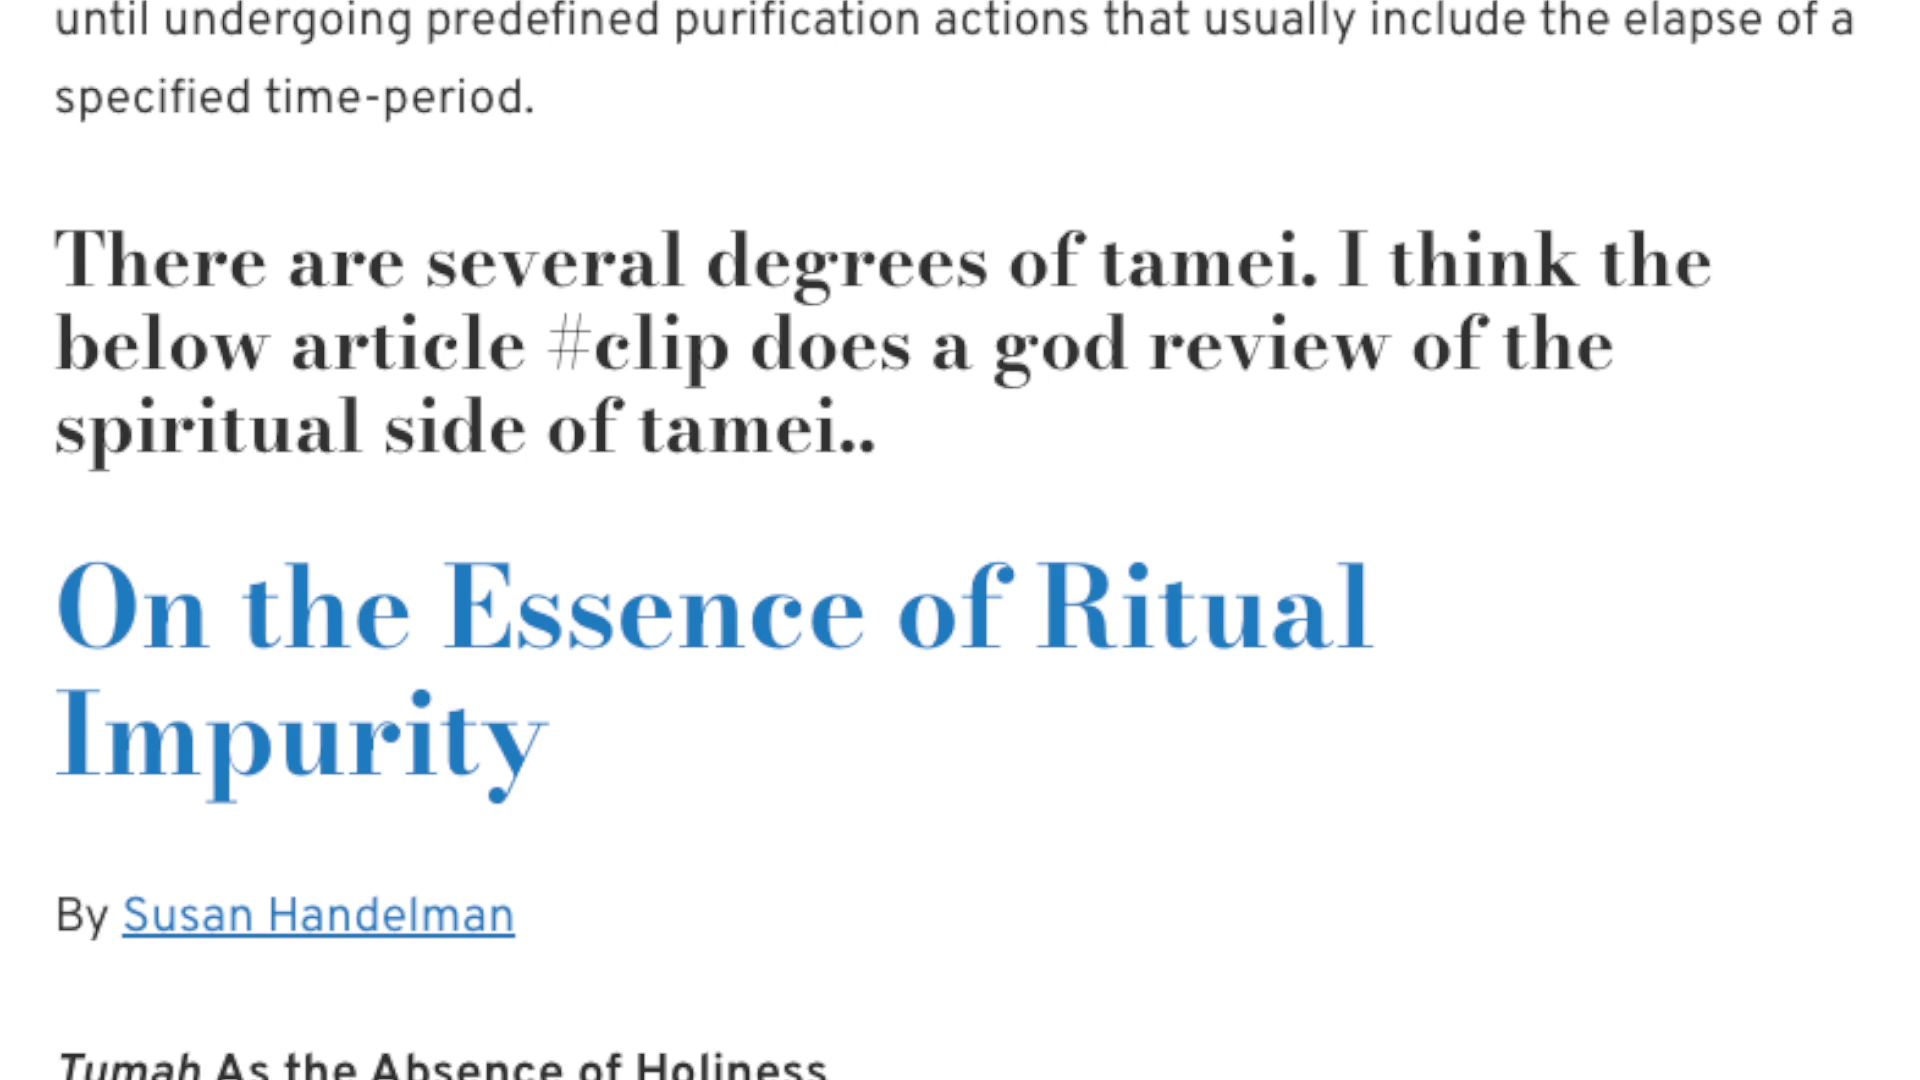 until undergoing predefined purification actions that usually include the elapse of a
specified time-period.
There are several degrees of tamei. I think the
below article #clip does a god review of the
spiritual side of tamei..
On the Essence of Ritual
Impurity
By Susan Handelman
Tumah As the Absence of Holiness